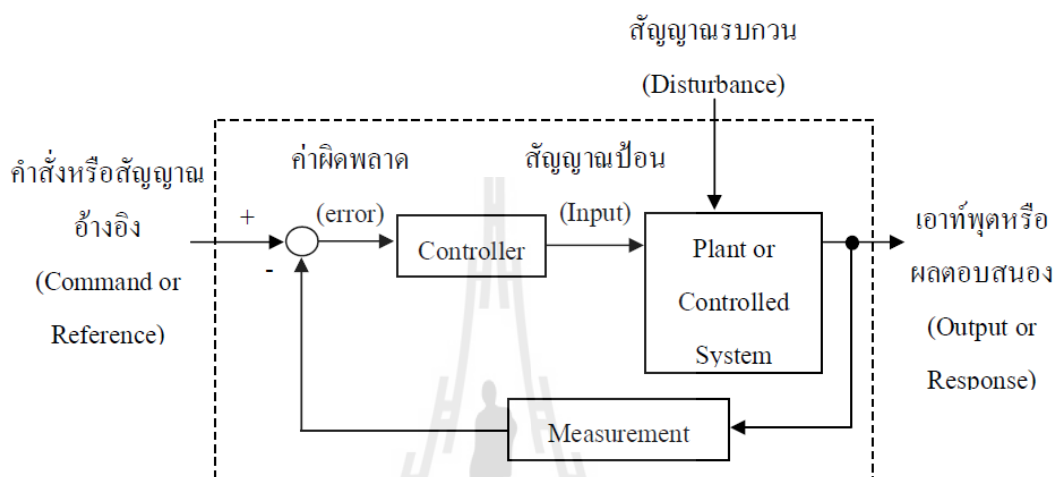 สัญญาณรบกวน
(Disturbance)
คำสั่งหรือสัญญาณ
อ้างอิง
(Command or
Reference)
+
-
ค่าผิดพลาด
(error)
Controller
สัญญาณป้อน
(Input)
Plant or
Controlled
System
เอาท์พุตหรือ
ผลตอบสนอง
(Output or
Response)
Measurement